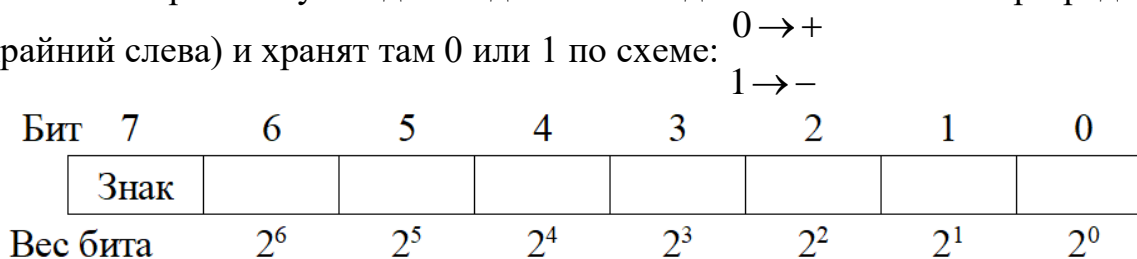 0 → +
крайний слева) и хранят там 0 или 1 по схеме:
1 → −
Бит 7 6 5 4 3 2 1 0
Знак
Вес бита 2⁶ 2⁵ 2⁴ 2³ 2² 2¹ 2⁰